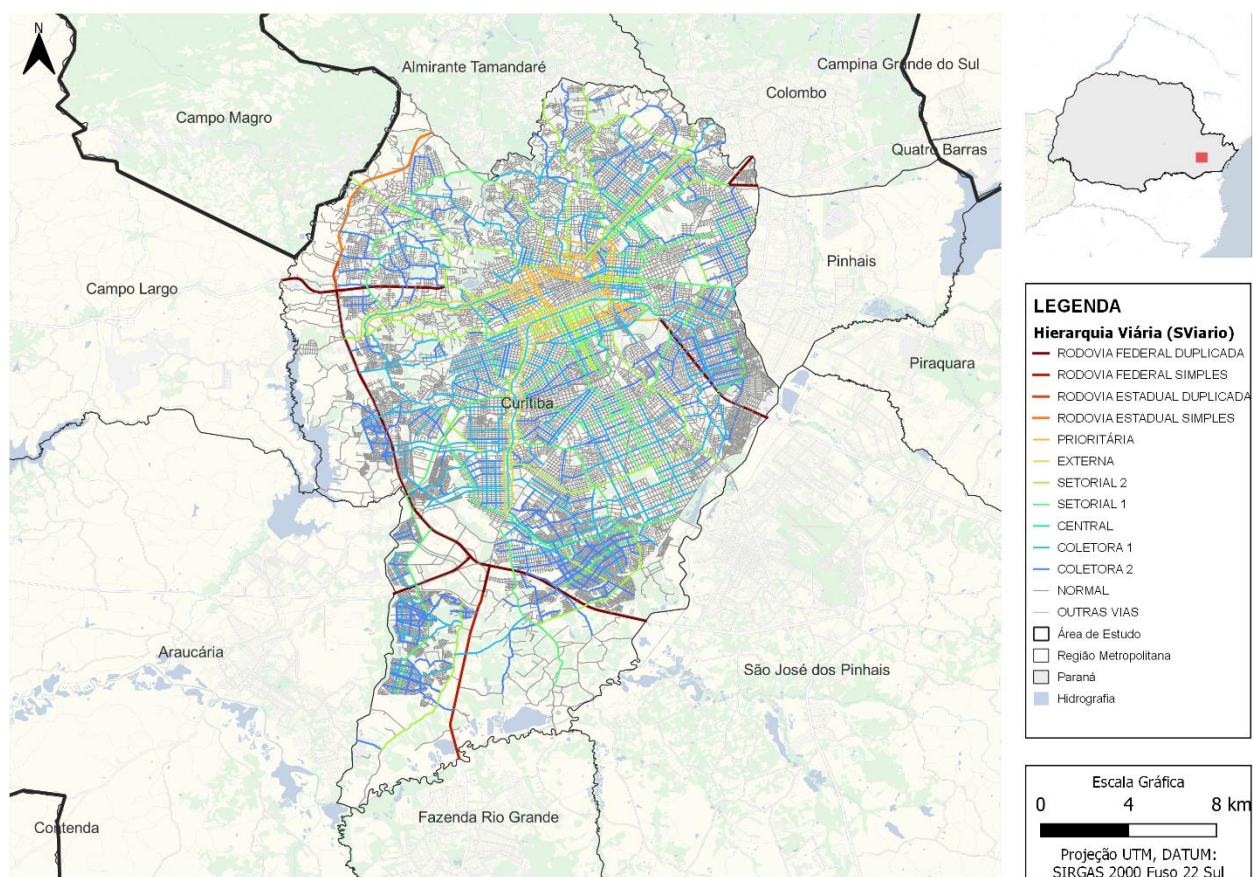 N
Almirante Tamandaré
Campina Grande do Sul
Colombo
Campo Magro
Quatro Barras
Pinhais
Campo Largo
Piraquara
Curitiba
Araucária
São José dos Pinhais
Fazenda Rio Grande
Contenda
LEGENDA
Hierarquia Viária (SViario)
RODOVIA FEDERAL DUPLICADA
RODOVIA FEDERAL SIMPLES
RODOVIA ESTADUAL DUPLICADA
RODOVIA ESTADUAL SIMPLES
PRIORITÁRIA
EXTERNA
SETORIAL 2
SETORIAL 1
CENTRAL
COLETORA 1
COLETORA 2
NORMAL
OUTRAS VIAS
Área de Estudo
Região Metropolitana
Paraná
Hidrografia
Escala Gráfica
0 4 8 km
Projeção UTM, DATUM:
SIRGAS 2000 Fuso 22 Sul